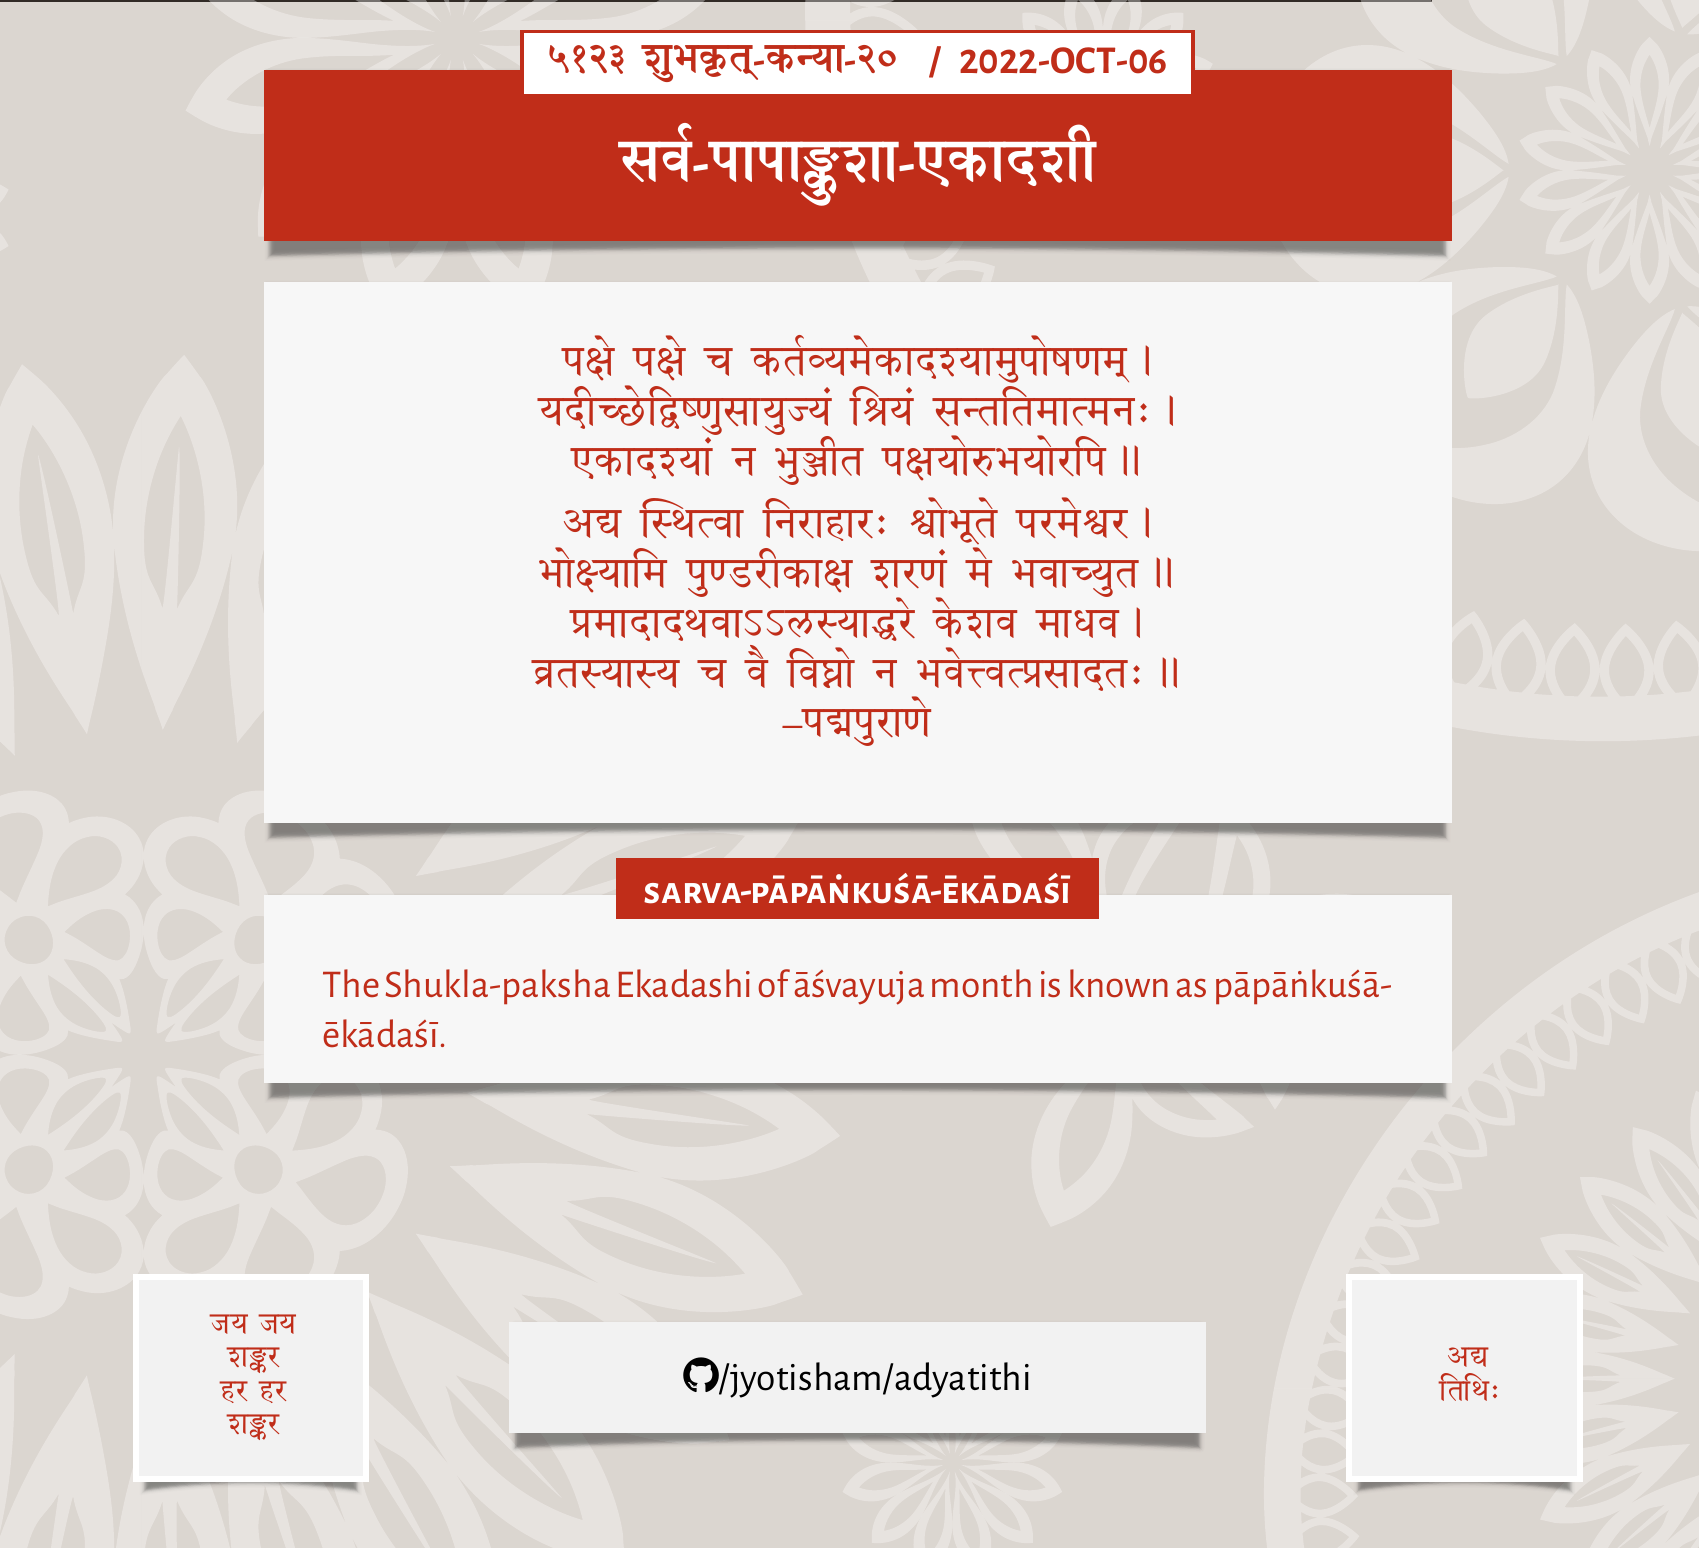 ५१२३ शुभकृत्-कन्या-२० / 2022-OCT-06
सर्व-पापाङ्कुशा-एकादशी
पक्षे पक्षे च कर्तव्यमेकादश्यामुपोषणम्।
यदीच्छेद्विष्णुसायुज्यं श्रियं सन्ततिमात्मनः।
एकादश्यां न भुञ्जीत पक्षयोरुभयोरपि॥
अद्य स्थित्वा निराहारः श्वोभूते परमेश्वर।
भोक्ष्यामि पुण्डरीकाक्ष शरणं मे भवाच्युत॥
प्रमादादथवाऽऽलस्याद्धरे केशव माधव।
व्रतस्यास्य च वै विघ्नो न भवेत्त्वत्प्रसादतः॥
–पद्मपुराणे
SARVA-PĀPĀṄKUŚĀ-ĒKĀDAŚĪ
The Shukla-paksha Ekadashi of āśvayuja month is known as pāpāṅkuśā-
ēkādaśī.
जय जय
शङ्कर
हर हर
शङ्कर
/jyotisham/adyatithi
अद्य
तिथिः